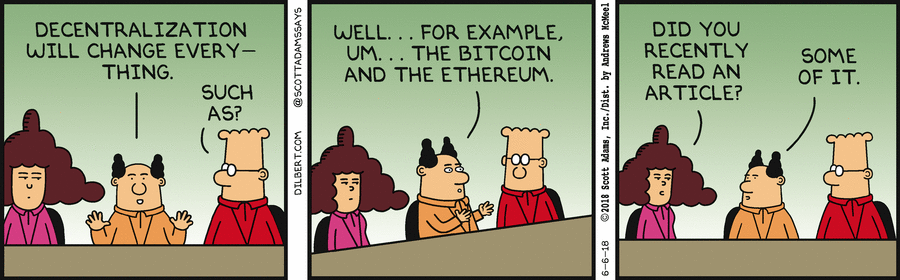 DECENTRALIZATION
WILL CHANGE EVERY–
THING.
SUCH
AS?
DILBERT.COM @SCOTTADAMSSAYS
WELL... FOR EXAMPLE,
UM... THE BITCOIN
AND THE ETHEREUM.
6-6-18 ©2018 Scott Adams, Inc./Dist. by Andrews McMeel
DID YOU
RECENTLY
READ AN
ARTICLE?
SOME
OF IT.